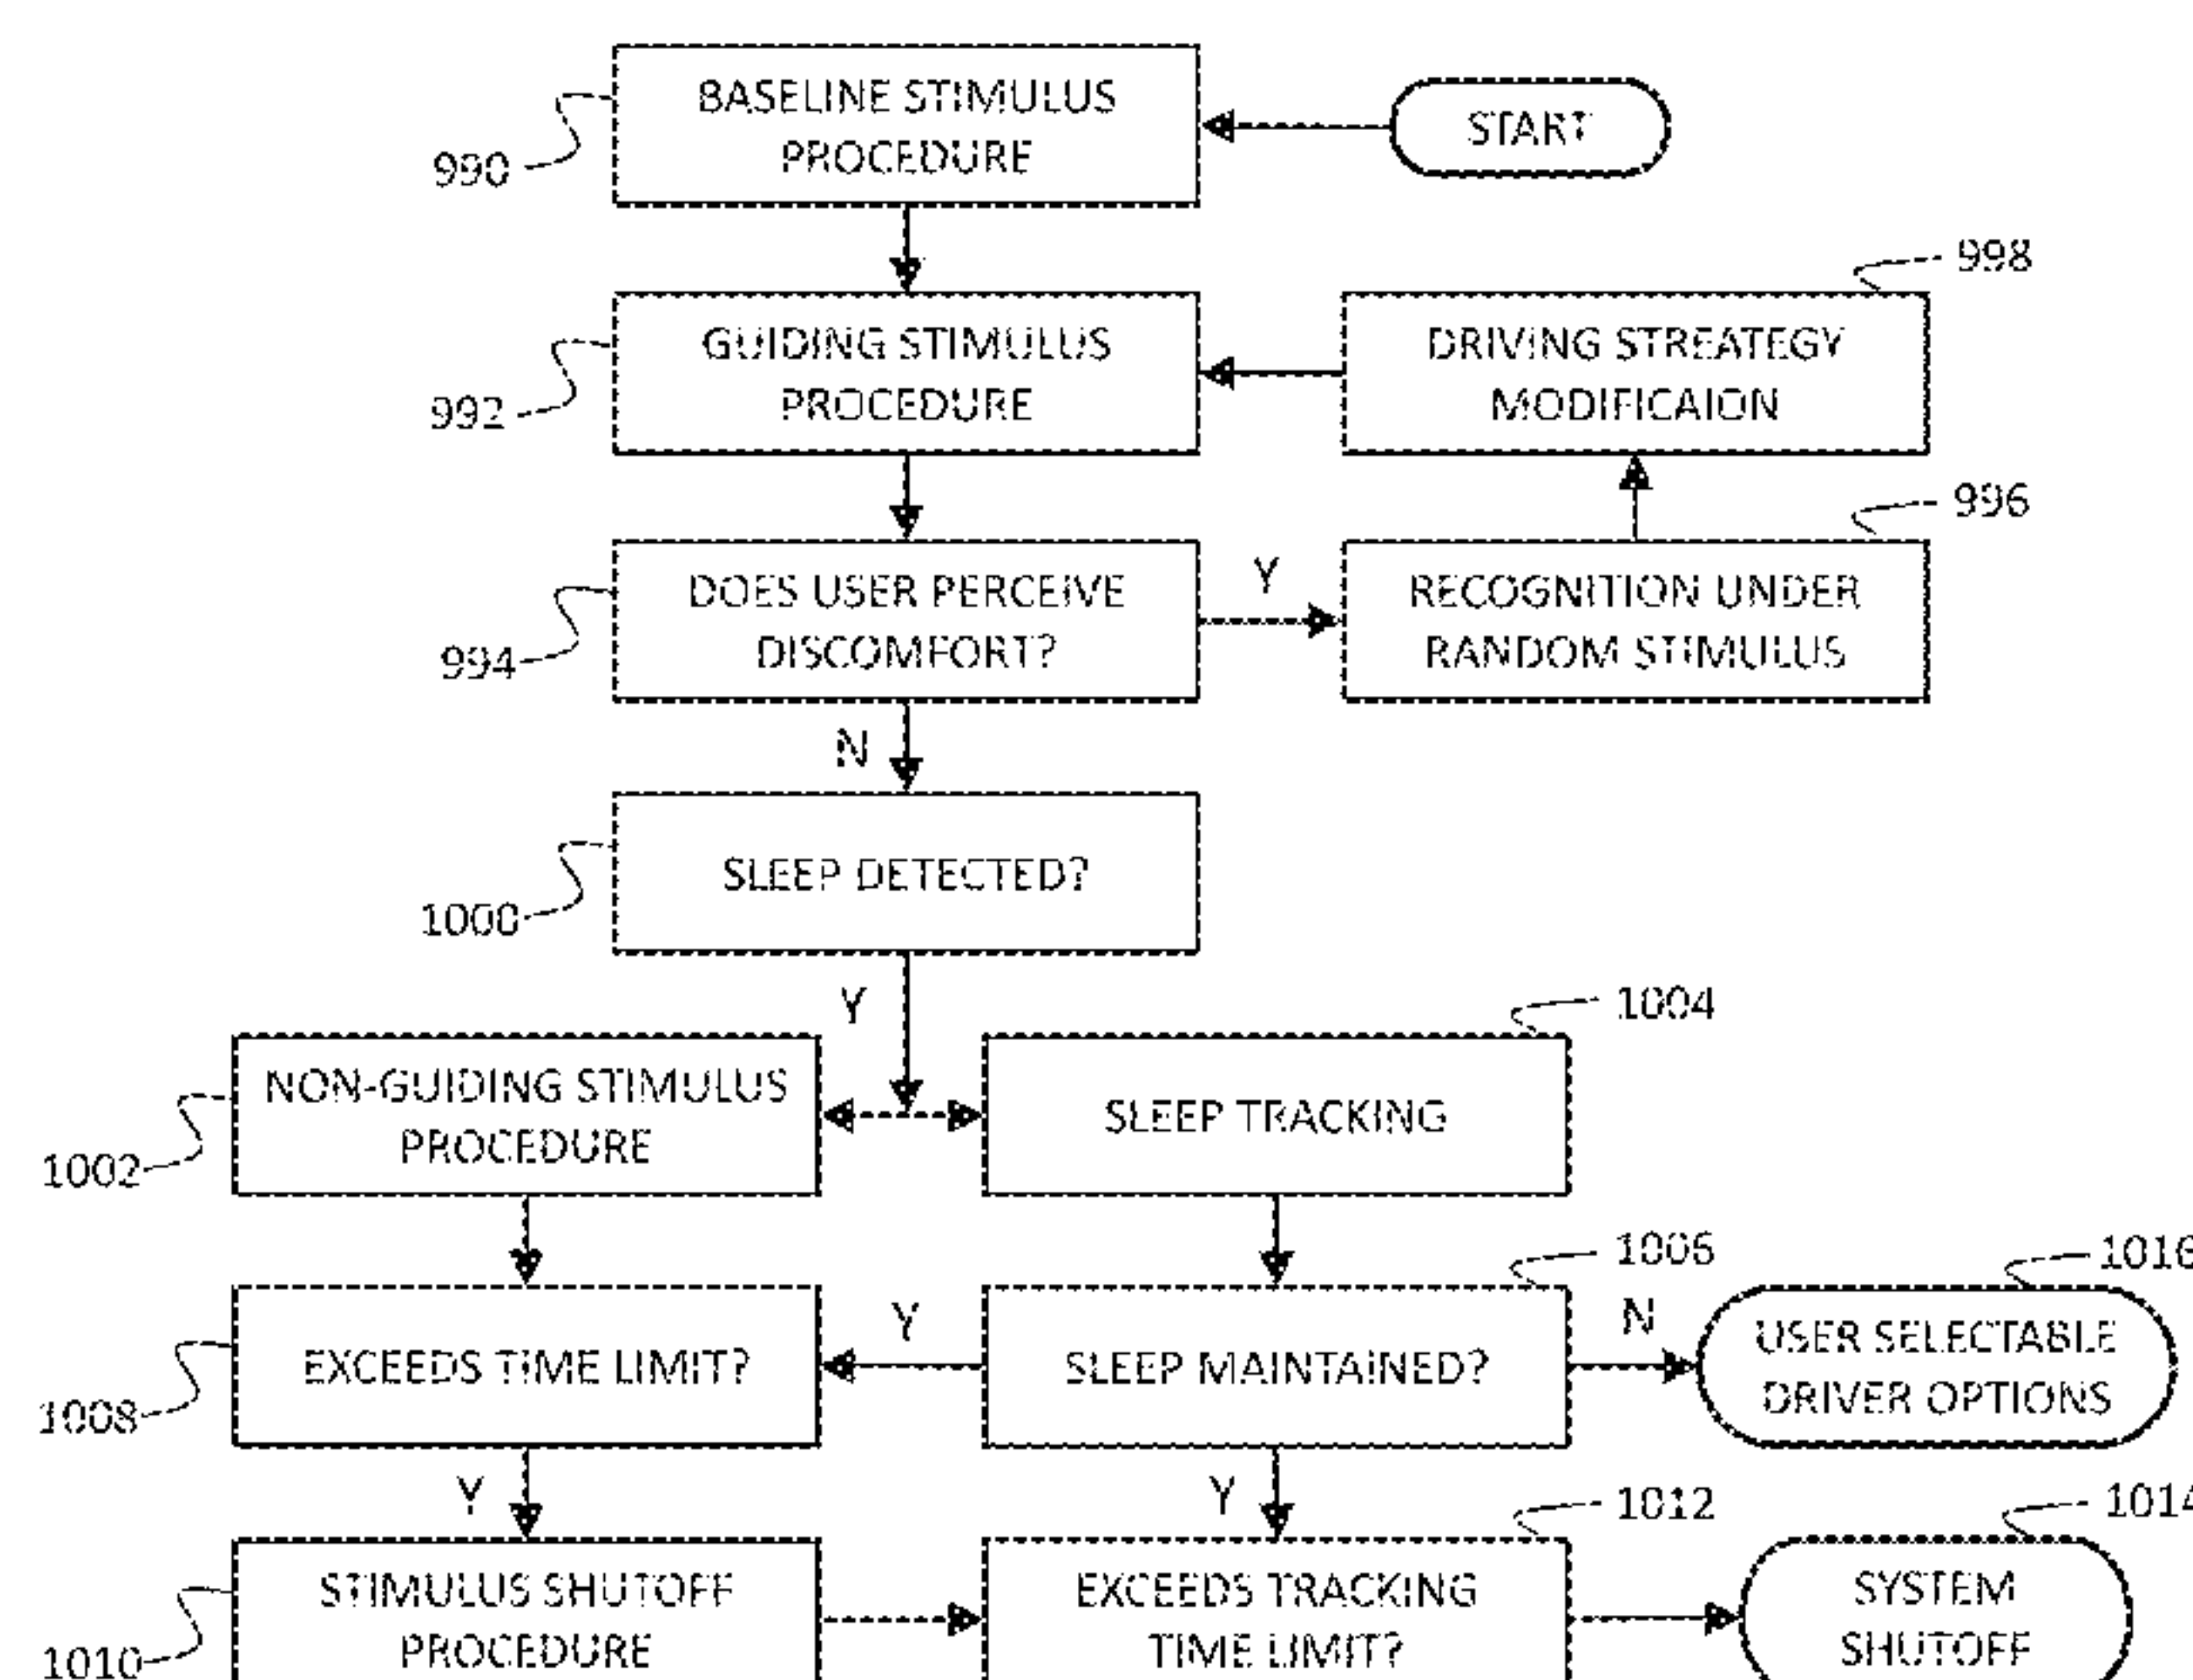 BASELINE STIMULUS
PROCEDURE
START
990
998
GUIDING STIMULUS
PROCEDURE
DRIVING STREATEGY
MODIFICAION
992
996
DOES USER PERCEIVE
DISCOMFORT?
Y
RECOGNITION UNDER
RANDOM STIMULUS
994
N
SLEEP DETECTED?
1000
Y
1004
NON-GUIDING STIMULUS
PROCEDURE
SLEEP TRACKING
1002
1006
1016
EXCEEDS TIME LIMIT?
Y
SLEEP MAINTAINED?
N
USER SELECTABLE
DRIVER OPTIONS
1008
Y
Y
1012
1014
STIMULUS SHUTOFF
PROCEDURE
EXCEEDS TRACKING
TIME LIMIT?
SYSTEM
SHUTOFF
1010